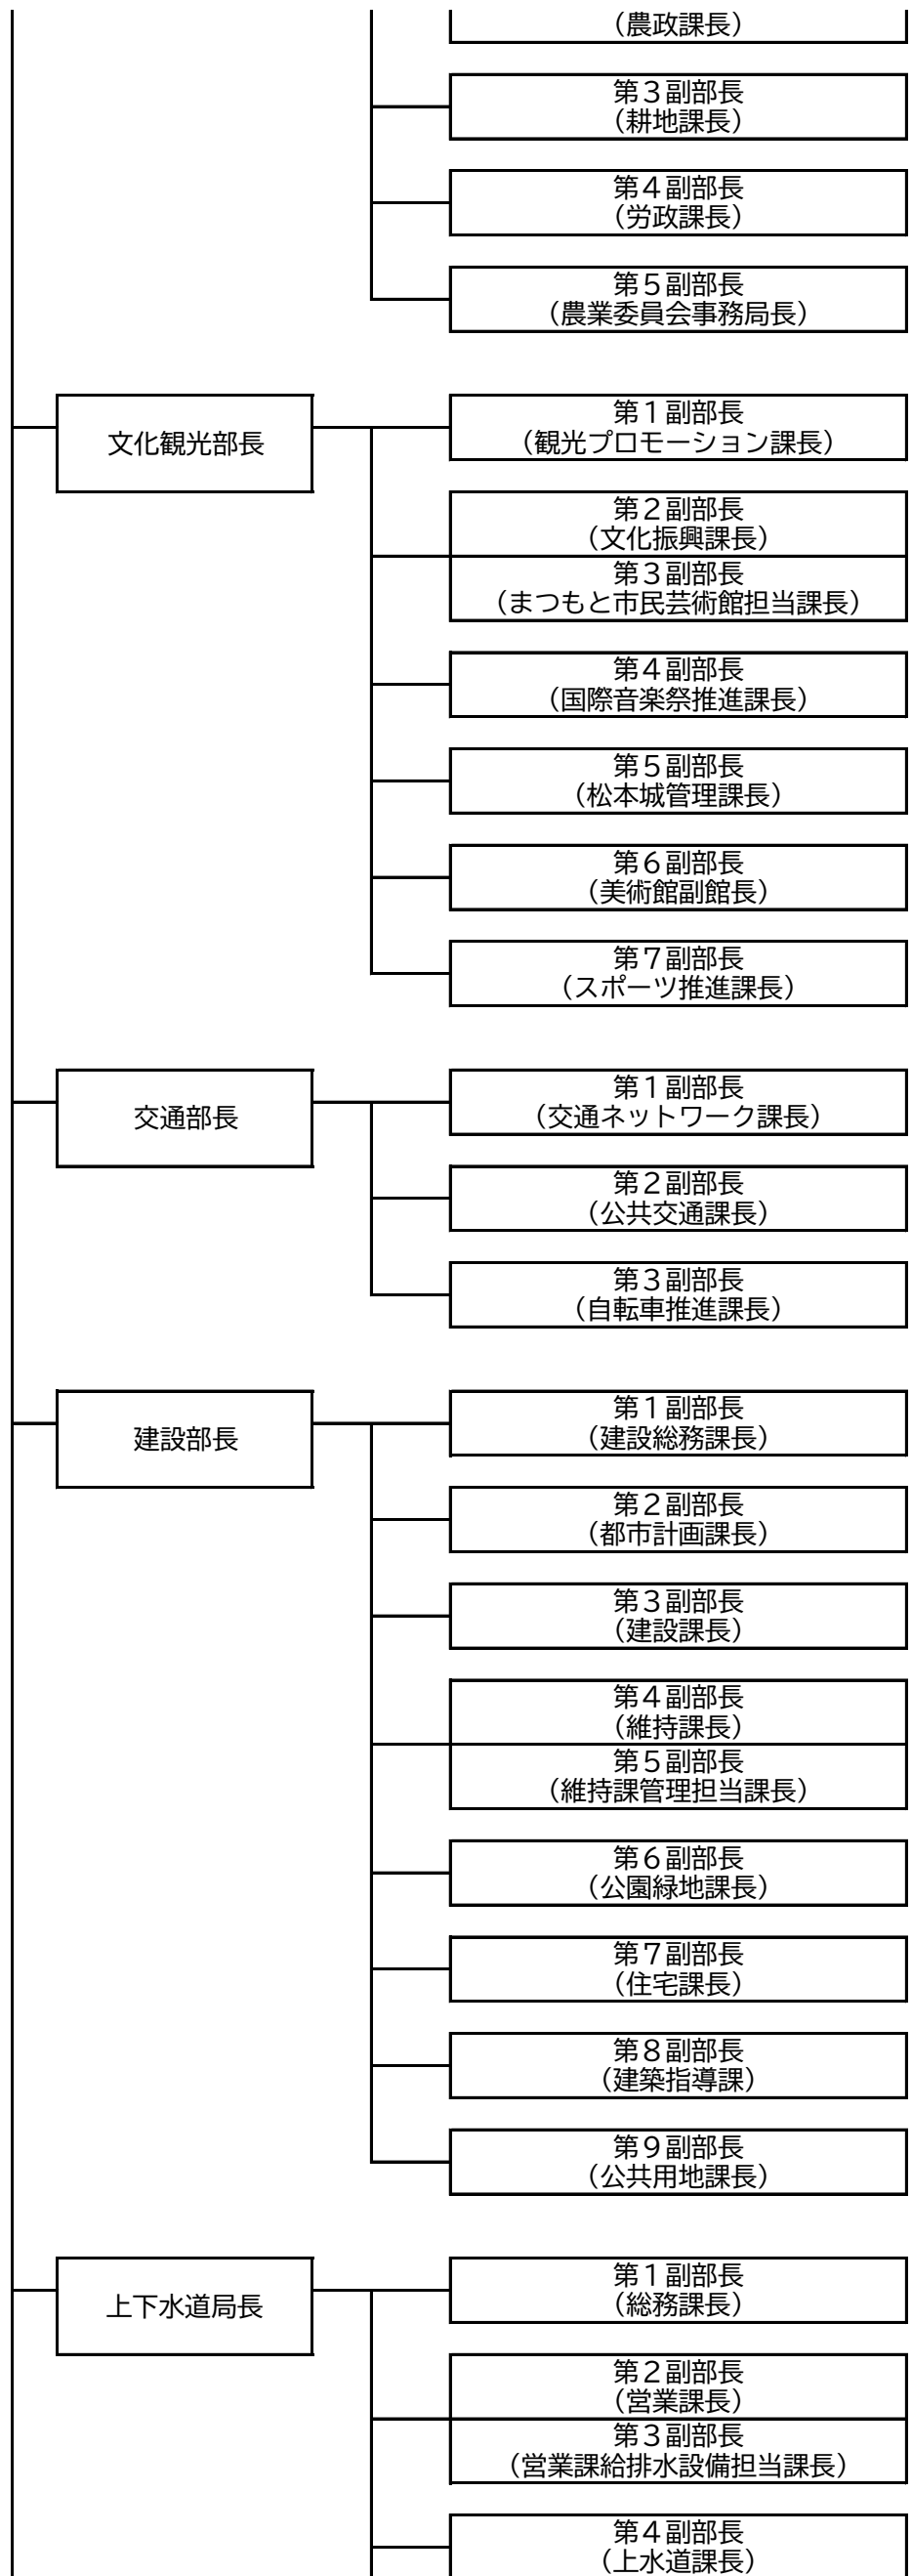 （農政課長）
第３副部長
（耕地課長）
第４副部長
（労政課長）
第５副部長
（農業委員会事務局長）
文化観光部長
第１副部長
（観光プロモーション課長）
第２副部長
（文化振興課長）
第３副部長
（まつもと市民芸術館担当課長）
第４副部長
（国際音楽祭推進課長）
第５副部長
（松本城管理課長）
第６副部長
（美術館副館長）
第７副部長
（スポーツ推進課長）
交通部長
第１副部長
（交通ネットワーク課長）
第２副部長
（公共交通課長）
第３副部長
（自転車推進課長）
建設部長
第１副部長
（建設総務課長）
第２副部長
（都市計画課長）
第３副部長
（建設課長）
第４副部長
（維持課長）
第５副部長
（維持課管理担当課長）
第６副部長
（公園緑地課長）
第７副部長
（住宅課長）
第８副部長
（建築指導課）
第９副部長
（公共用地課長）
上下水道局長
第１副部長
（総務課長）
第２副部長
（営業課長）
第３副部長
（営業課給排水設備担当課長）
第４副部長
（上水道課長）